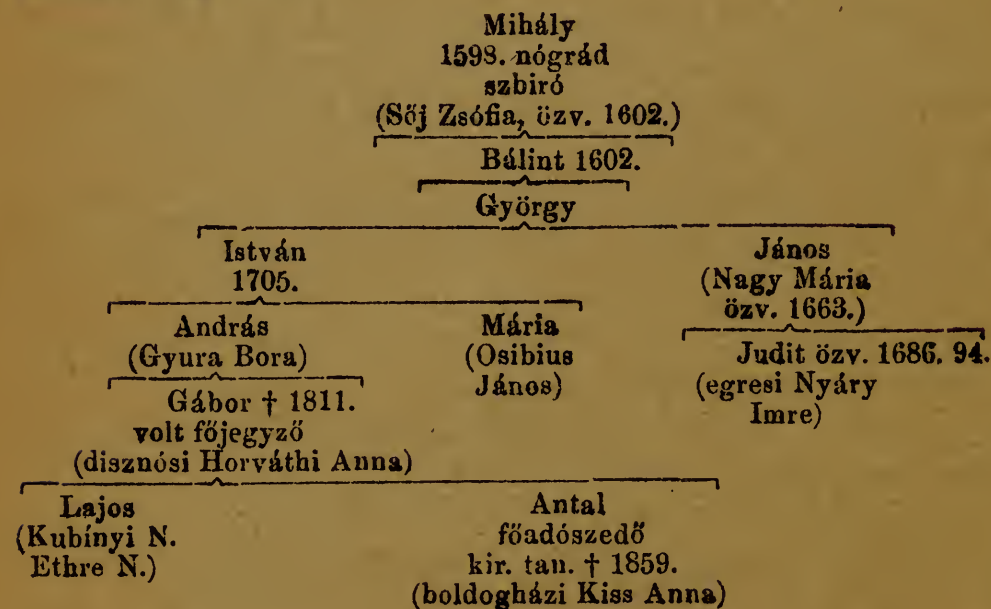 Mihály
1598. nógrád
szbiró
(Sőj Zsófia, özv. 1602.)
Bálint 1602.
György
István
1705.
János
(Nagy Mária
özv. 1663.)
András
(Gyura Bora)
Mária
(Osibius
János)
Judit özv. 1686. 94.
(egresi Nyáry
Imre)
Gábor † 1811.
volt főjegyző
(disznósi Horváthi Anna)
Lajos
(Kubínyi N.
Ethre N.)
Antal
főadószedő
kir. tan. † 1859.
(boldogházi Kiss Anna)